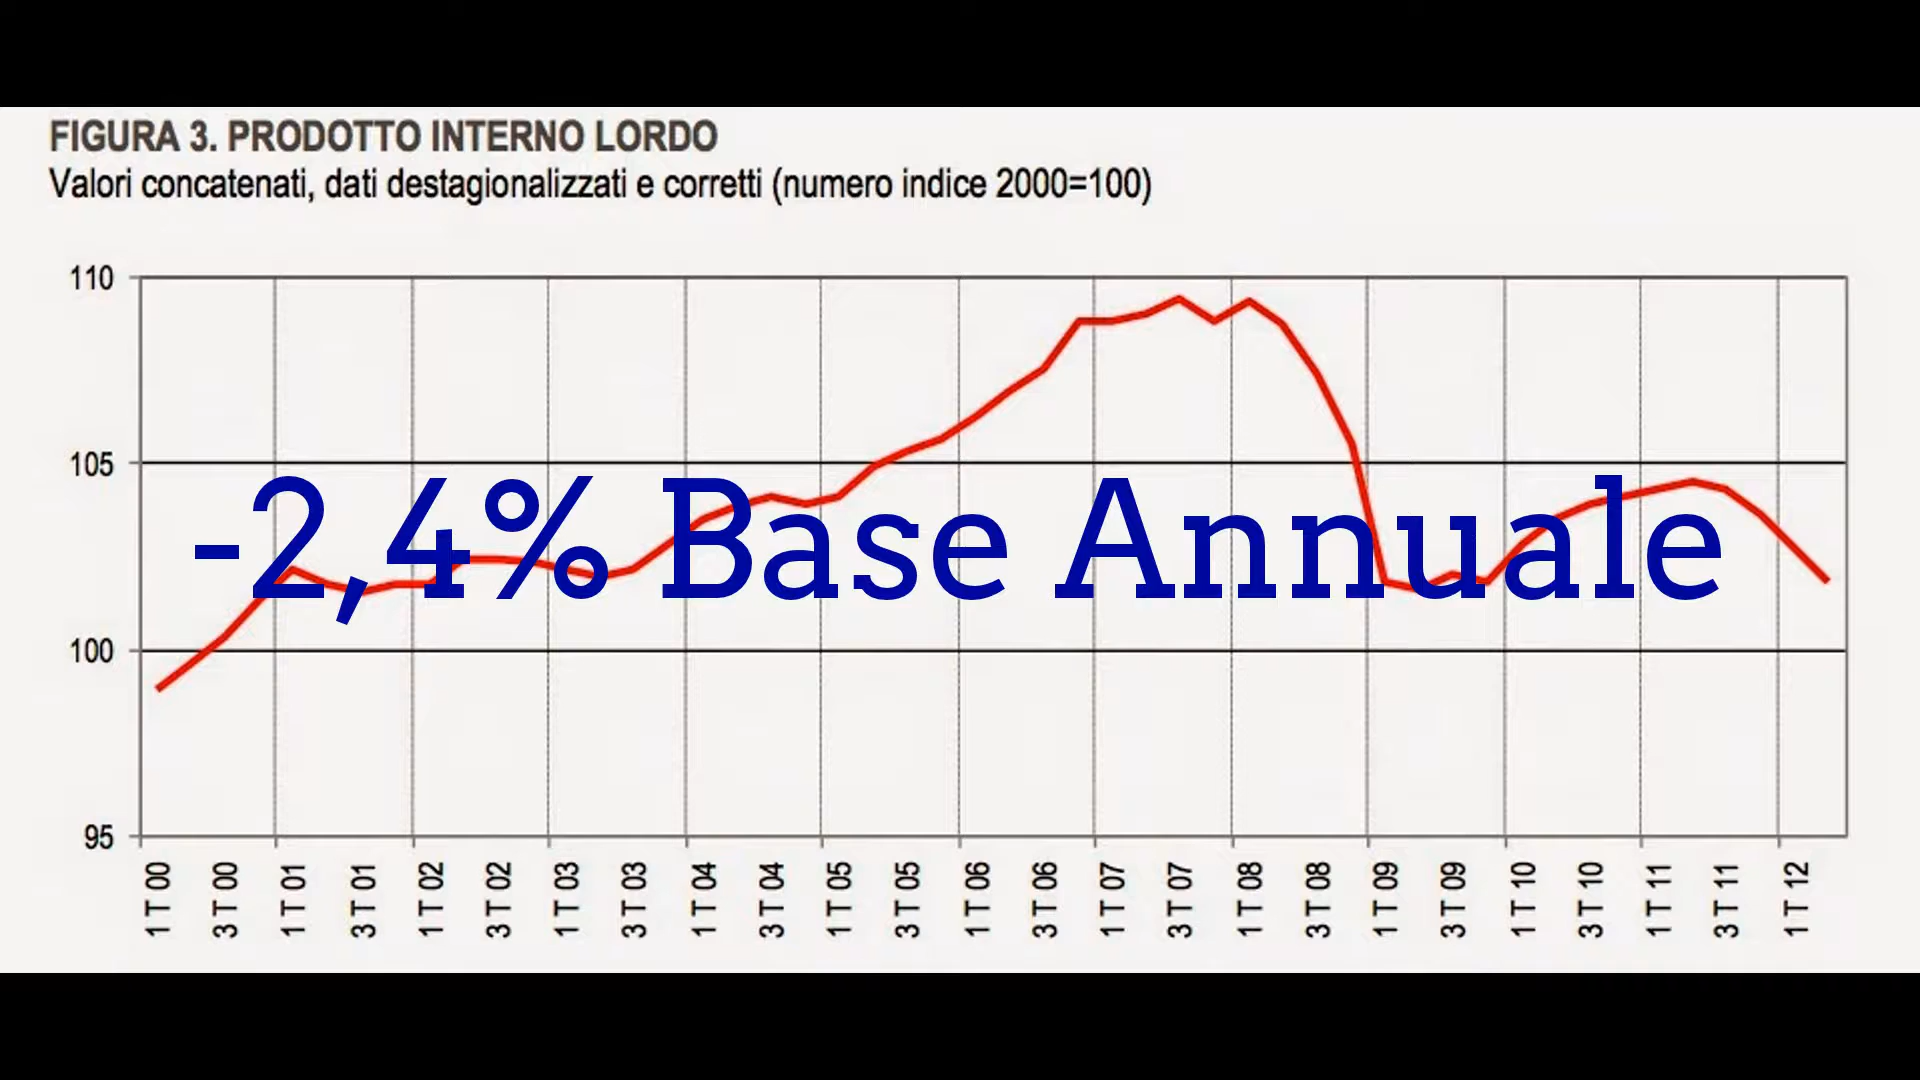 FIGURA 3. PRODOTTO INTERNO LORDO
Valori concatenati, dati destagionalizzati e corretti (numero indice 2000=100)
110
105
100
95
-2,4% Base Annuale
1 T 00
3 T 00
1 T 01
3 T 01
1 T 02
3 T 02
1 T 03
3 T 03
1 T 04
3 T 04
1 T 05
3 T 05
1 T 06
3 T 06
1 T 07
3 T 07
1 T 08
3 T 08
1 T 09
3 T 09
1 T 10
3 T 10
1 T 11
3 T 11
1 T 12